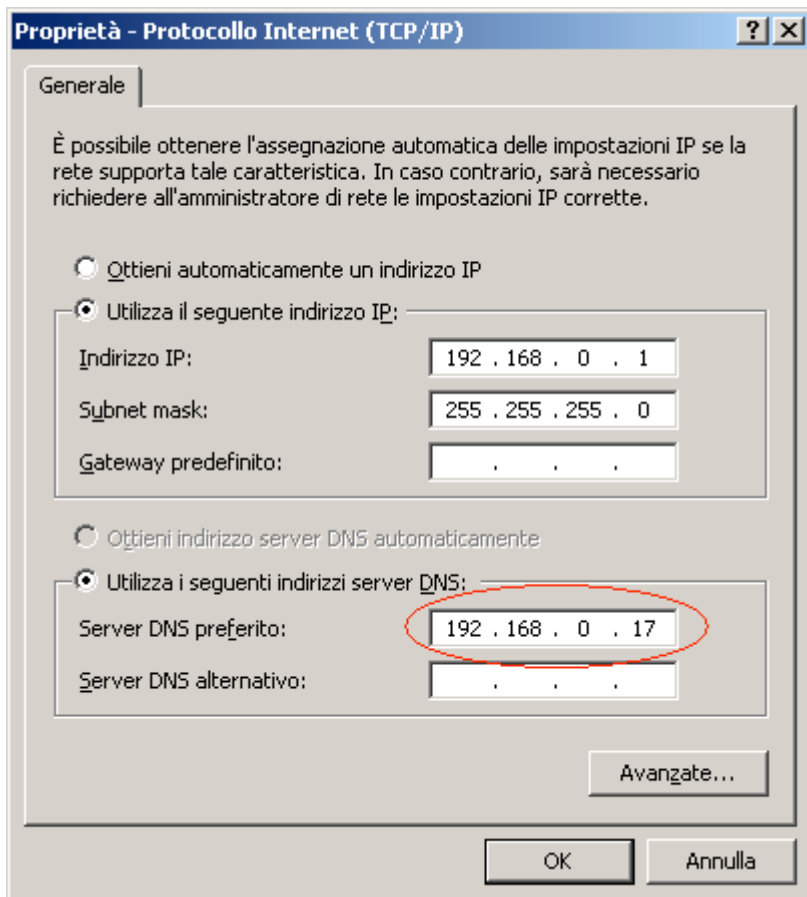 Proprietà - Protocollo Internet (TCP/IP)
Generale
È possibile ottenere l'assegnazione automatica delle impostazioni IP se la
rete supporta tale caratteristica. In caso contrario, sarà necessario
richiedere all'amministratore di rete le impostazioni IP corrette.
Ottieni automaticamente un indirizzo IP
Utilizza il seguente indirizzo IP:
Indirizzo IP: 192 . 168 . 0 . 1
Subnet mask: 255 . 255 . 255 . 0
Gateway predefinito: . . .
Ottieni indirizzo server DNS automaticamente
Utilizza i seguenti indirizzi server DNS:
Server DNS preferito: 192 . 168 . 0 . 17
Server DNS alternativo: . . .
Avanzate...
OK Annulla